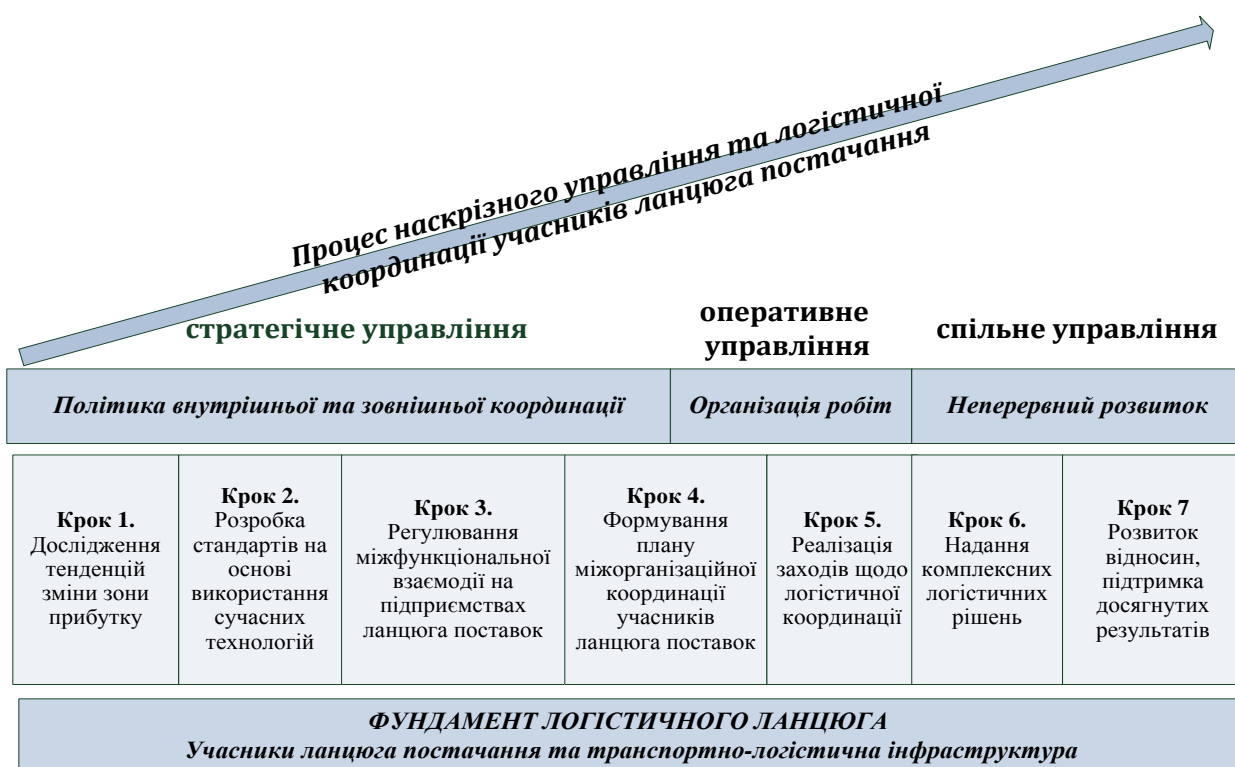 Процес наскрізного управління та логістичної
координації учасників ланцюга постачання
стратегічне управління
оперативне
управління
спільне управління
Політика внутрішньої та зовнішньої координації
Організація робіт
Неперервний розвиток
Крок 1.
Дослідження
тенденцій
зміни зони
прибутку
Крок 2.
Розробка
стандартів на
основі
використання
сучасних
технологій
Крок 3.
Регулювання
міжфункціональної
взаємодії на
підприємствах
ланцюга поставок
Крок 4.
Формування
плану
міжорганізаційної
координації
учасників
ланцюга поставок
Крок 5.
Реалізація
заходів щодо
логістичної
координації
Крок 6.
Надання
комплексних
логістичних
рішень
Крок 7
Розвиток
відносин,
підтримка
досягнутих
результатів
ФУНДАМЕНТ ЛОГІСТИЧНОГО ЛАНЦЮГА
Учасники ланцюга постачання та транспортно-логістична інфраструктура